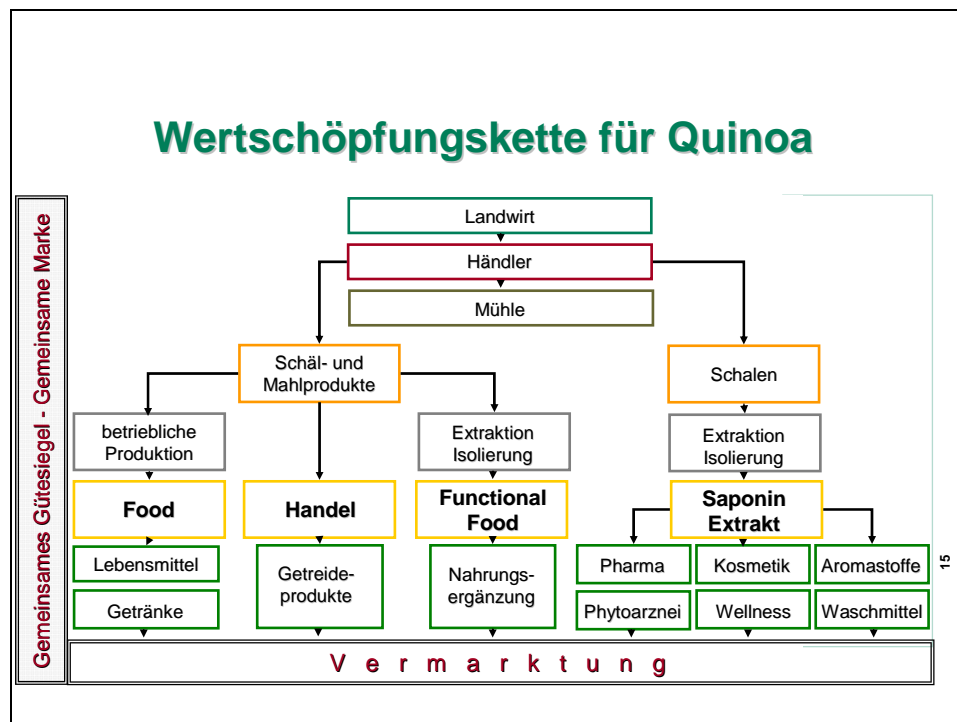 Wertschöpfungskette für Quinoa
Gemeinsames Gütesiegel - Gemeinsame Marke
Landwirt
Händler
Mühle
Schäl- und
Mahlprodukte
Schalen
betriebliche
Produktion
Extraktion
Isolierung
Extraktion
Isolierung
Food
Handel
Functional
Food
Saponin
Extrakt
Lebensmittel
Getränke
Getreide-
produkte
Nahrungs-
ergänzung
Pharma
Kosmetik
Aromastoffe
Phytoarznei
Wellness
Waschmittel
15
Vermarktung